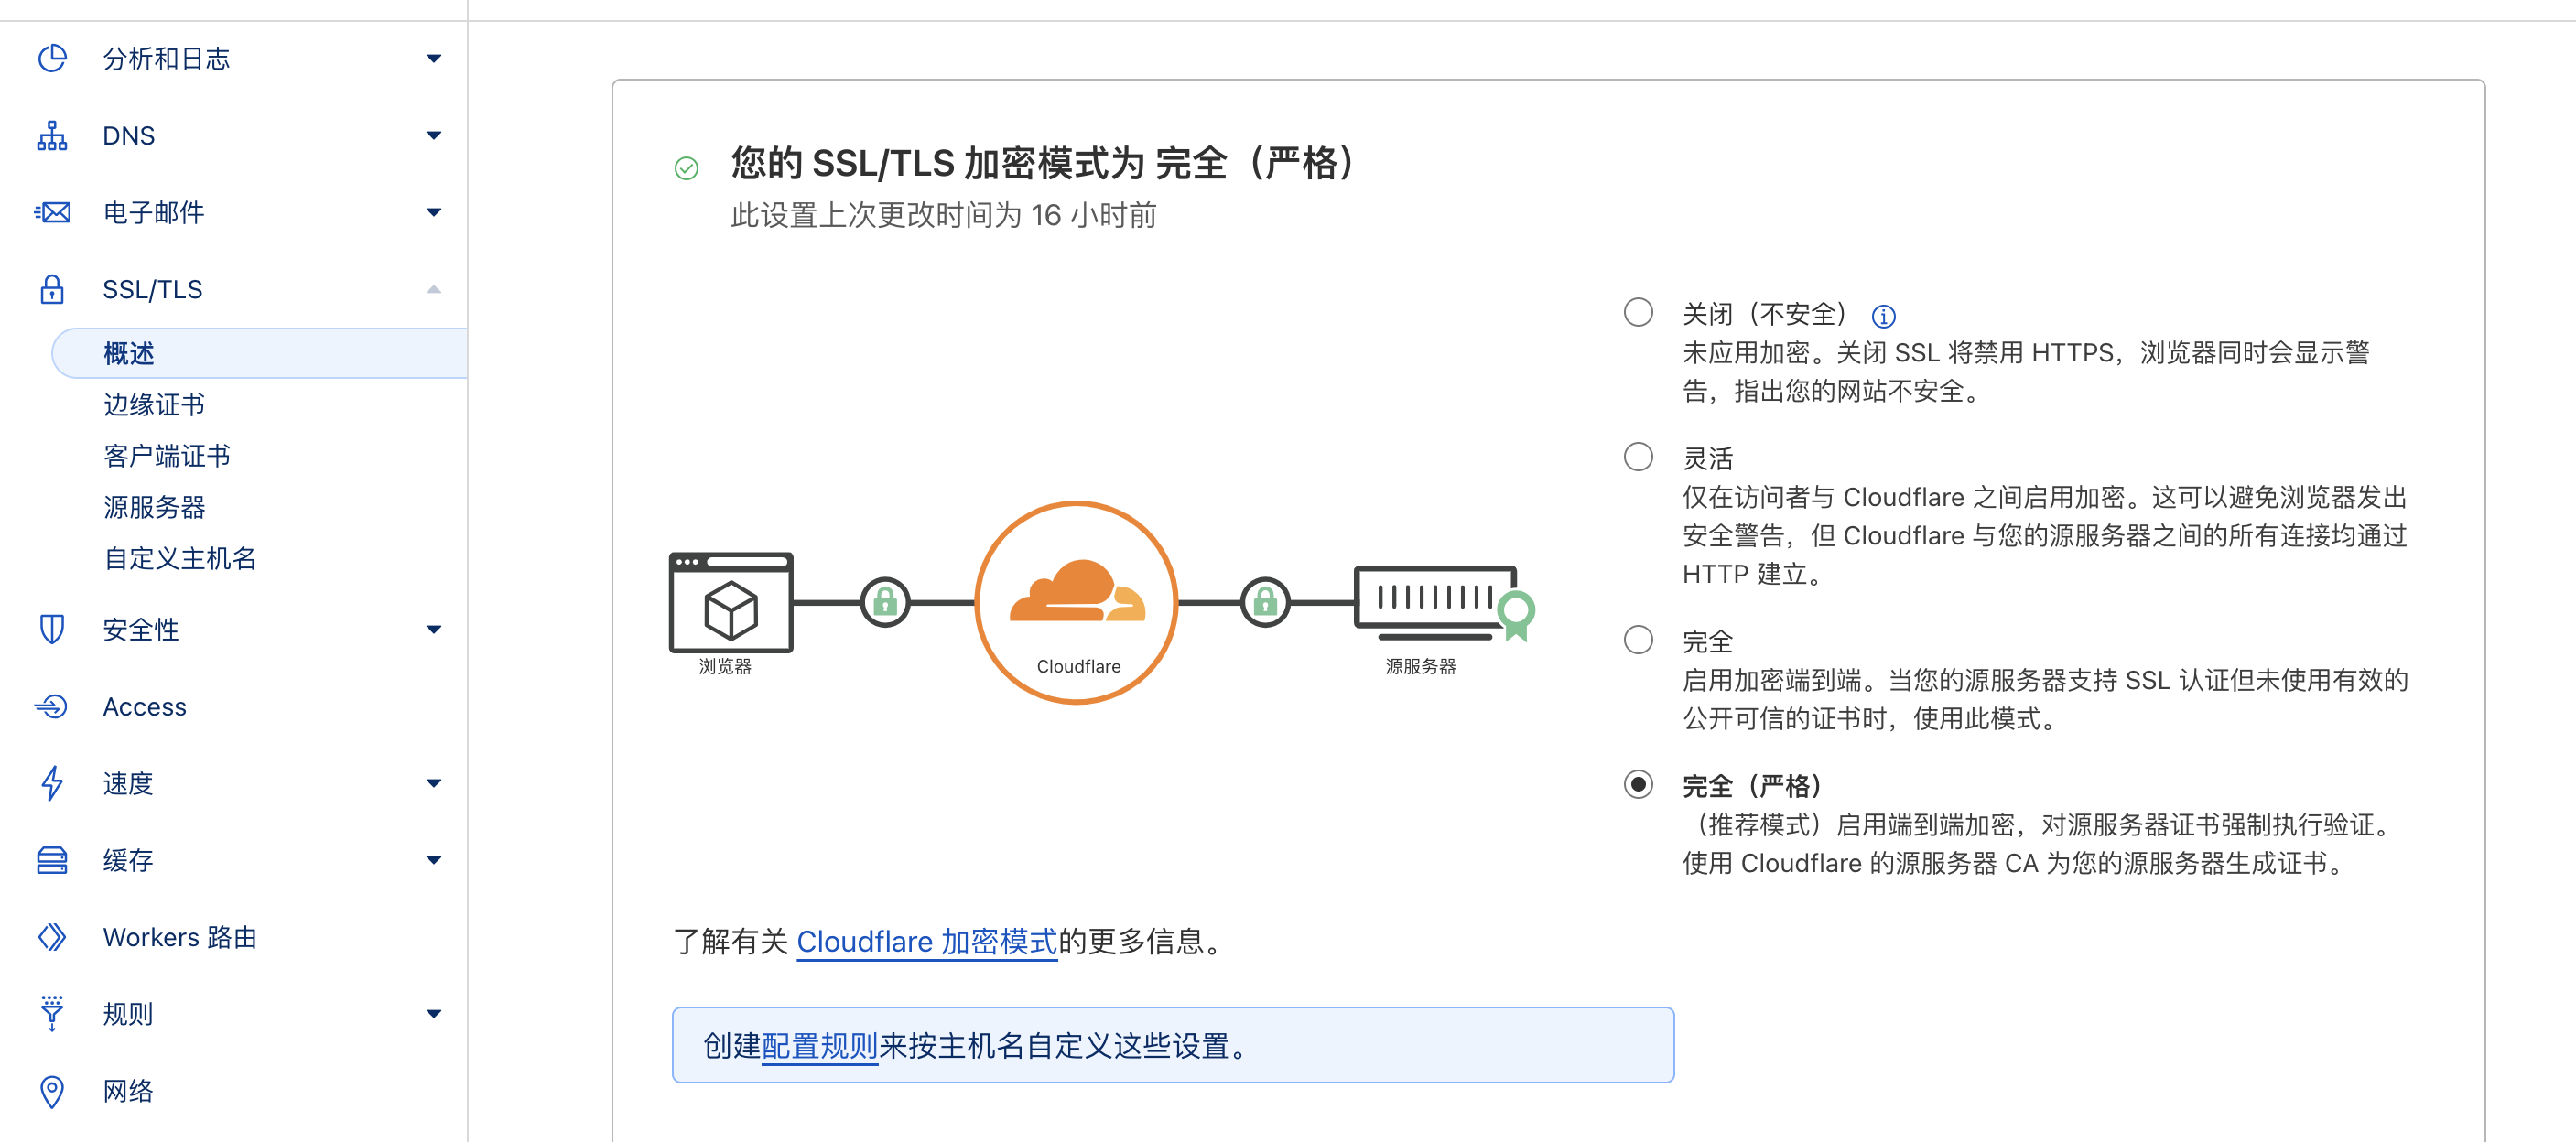 分析和日志
DNS
电子邮件
SSL/TLS
概述
边缘证书
客户端证书
源服务器
自定义主机名
安全性
Access
速度
缓存
Workers 路由
规则
网络
您的 SSL/TLS 加密模式为 完全（严格）
此设置上次更改时间为 16 小时前
浏览器
Cloudflare
源服务器
关闭（不安全）
未应用加密。关闭 SSL 将禁用 HTTPS，浏览器同时会显示警
告，指出您的网站不安全。
灵活
仅在访问者与 Cloudflare 之间启用加密。这可以避免浏览器发出
安全警告，但 Cloudflare 与您的源服务器之间的所有连接均通过
HTTP 建立。
完全
启用加密端到端。当您的源服务器支持 SSL 认证但未使用有效的
公开可信的证书时，使用此模式。
完全（严格）
（推荐模式）启用端到端加密，对源服务器证书强制执行验证。
使用 Cloudflare 的源服务器 CA 为您的源服务器生成证书。
了解有关 Cloudflare 加密模式的更多信息。
创建配置规则来按主机名自定义这些设置。